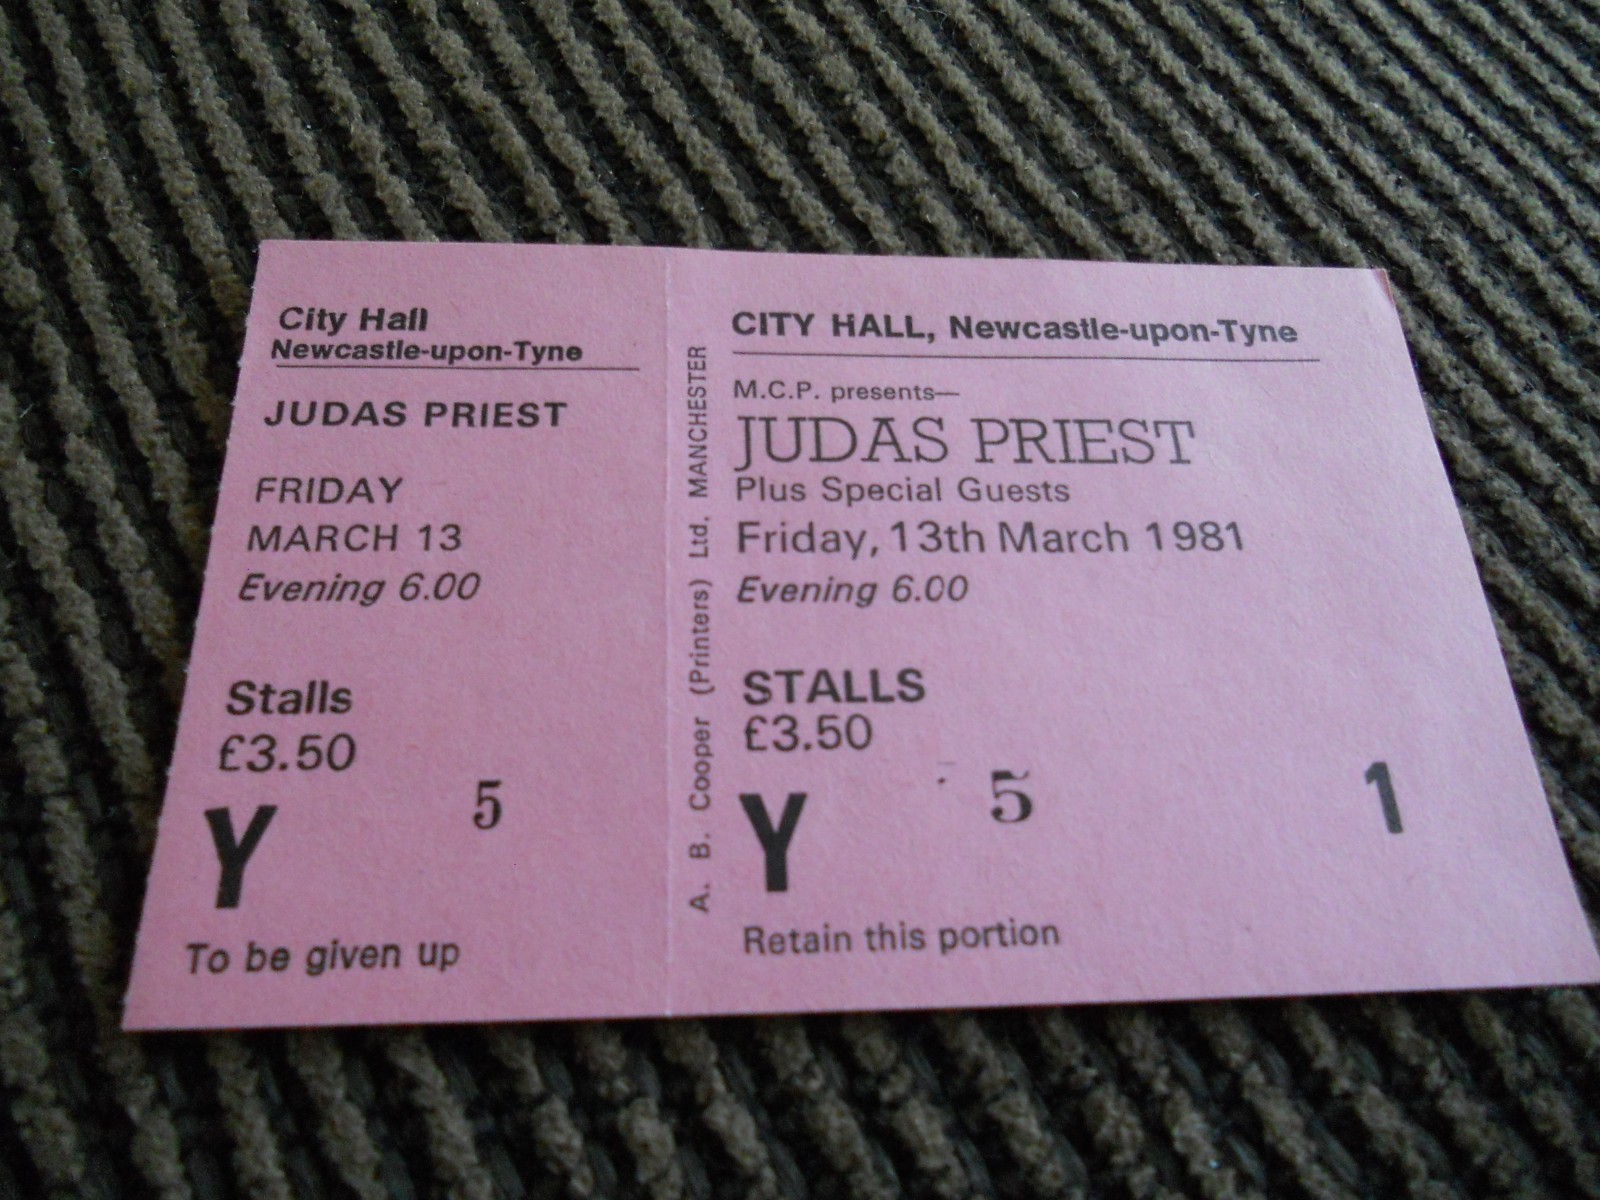 City Hall
Newcastle-upon-Tyne
JUDAS PRIEST
FRIDAY
MARCH 13
Evening 6.00
Stalls
£3.50
Y 5
To be given up
A. B. Cooper (Printers) Ltd. MANCHESTER
CITY HALL, Newcastle-upon-Tyne
M.C.P. presents—
JUDAS PRIEST
Plus Special Guests
Friday, 13th March 1981
Evening 6.00
STALLS
£3.50
Y 5 1
Retain this portion